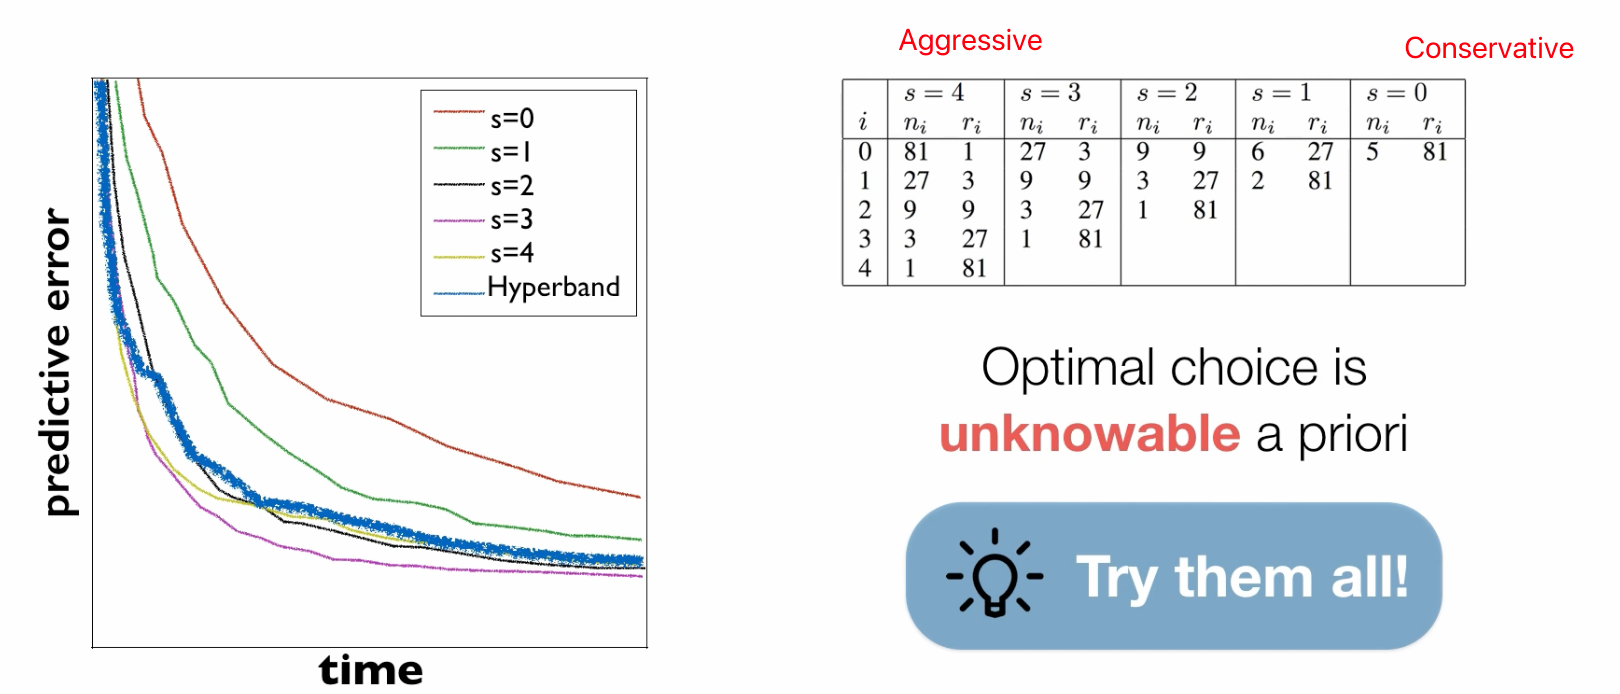 predictive error
time
s=0
s=1
s=2
s=3
s=4
Hyperband
Aggressive
Conservative
s = 4 s = 3 s = 2 s = 1 s = 0
i n_i r_i n_i r_i n_i r_i n_i r_i n_i r_i
0 81 1 27 3 9 9 6 27 5 81
1 27 3 9 9 3 27 2 81
2 9 9 3 27 1 81
3 3 27 1 81
4 1 81
Optimal choice is
unknowable a priori
Try them all!